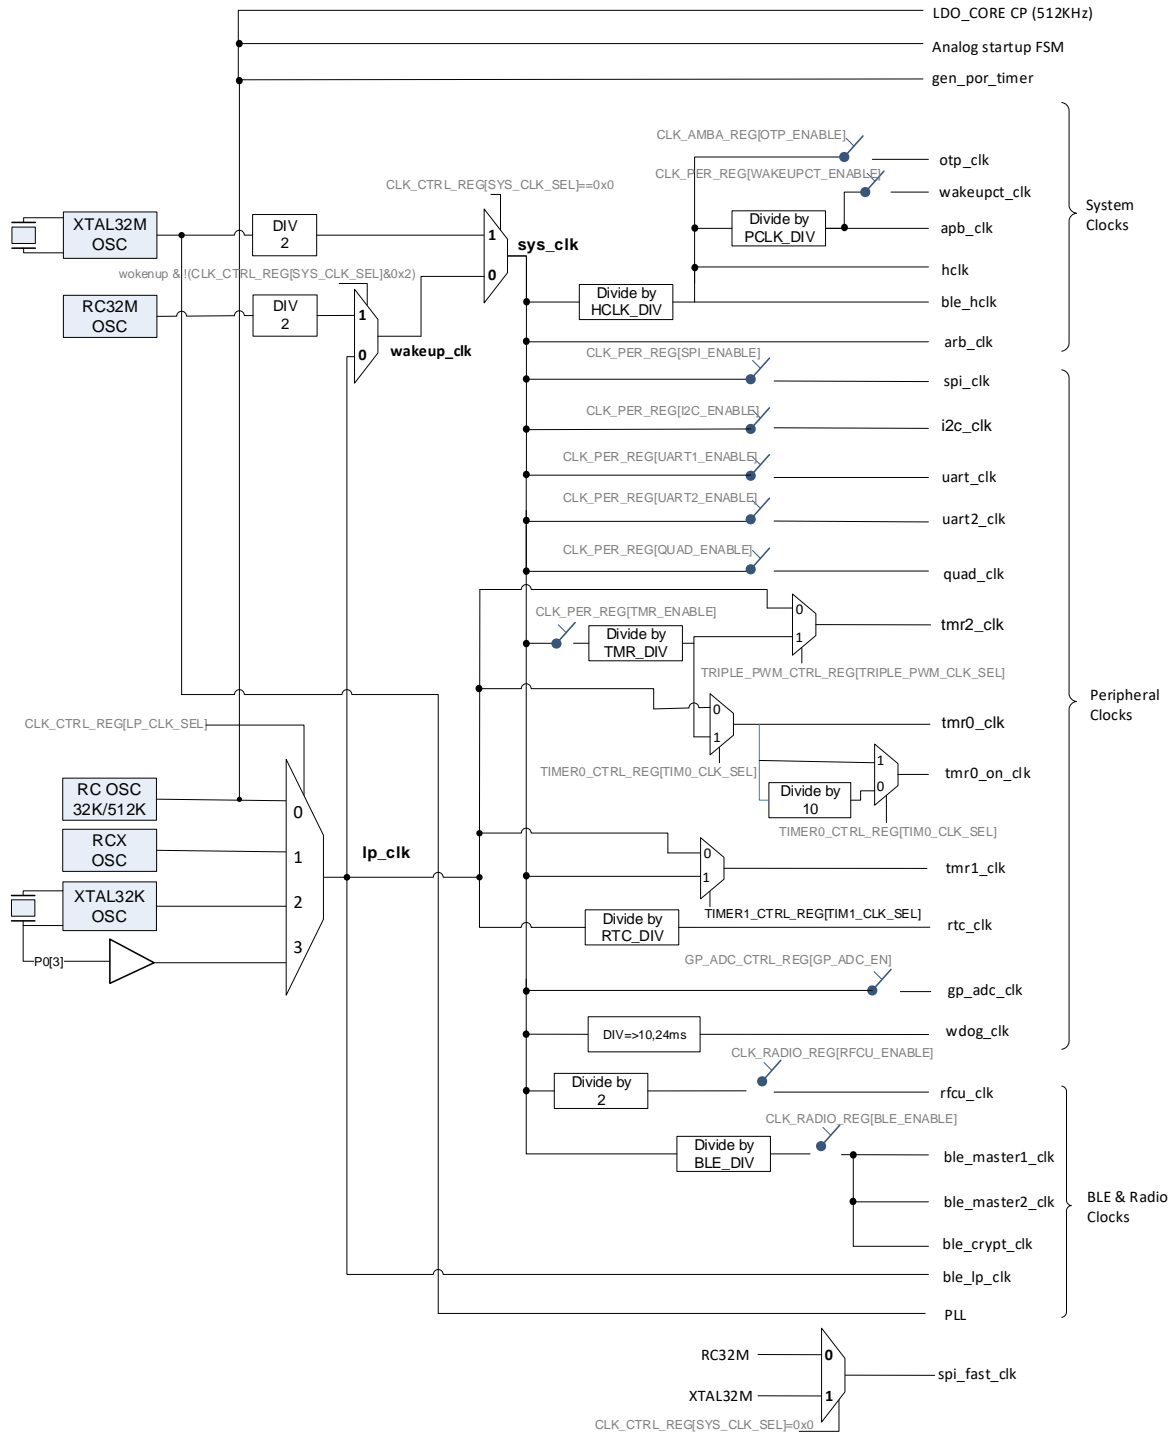 LDO_CORE CP (512KHz)
Analog startup FSM
gen_por_timer
CLK_AMBA_REG[OTP_ENABLE]
otp_clk
CLK_PER_REG[WAKEUPCT_ENABLE]
wakeupct_clk
CLK_CTRL_REG[SYS_CLK_SEL]==0x0
System
Clocks
XTAL32M
OSC
DIV
2
1
sys_clk
Divide by
PCLK_DIV
apb_clk
wokenup & !(CLK_CTRL_REG[SYS_CLK_SEL]&0x2)
0
hclk
RC32M
OSC
DIV
2
1
Divide by
HCLK_DIV
ble_hclk
0
wakeup_clk
arb_clk
CLK_PER_REG[SPI_ENABLE]
spi_clk
CLK_PER_REG[I2C_ENABLE]
i2c_clk
CLK_PER_REG[UART1_ENABLE]
uart_clk
CLK_PER_REG[UART2_ENABLE]
uart2_clk
CLK_PER_REG[QUAD_ENABLE]
quad_clk
CLK_PER_REG[TMR_ENABLE]
0
tmr2_clk
Divide by
TMR_DIV
1
TRIPLE_PWM_CTRL_REG[TRIPLE_PWM_CLK_SEL]
Peripheral
Clocks
CLK_CTRL_REG[LP_CLK_SEL]
0
tmr0_clk
1
TIMER0_CTRL_REG[TIM0_CLK_SEL]
1
tmr0_on_clk
0
Divide by
10
TIMER0_CTRL_REG[TIM0_CLK_SEL]
RC OSC
32K/512K
0
RCX
OSC
1
lp_clk
0
tmr1_clk
1
XTAL32K
OSC
2
TIMER1_CTRL_REG[TIM1_CLK_SEL]
Divide by
RTC_DIV
rtc_clk
3
P0[3]
GP_ADC_CTRL_REG[GP_ADC_EN]
gp_adc_clk
DIV=>10,24ms
wdog_clk
CLK_RADIO_REG[RFCU_ENABLE]
Divide by
2
rfcu_clk
CLK_RADIO_REG[BLE_ENABLE]
Divide by
BLE_DIV
ble_master1_clk
ble_master2_clk
BLE & Radio
Clocks
ble_crypt_clk
ble_lp_clk
PLL
RC32M
0
spi_fast_clk
XTAL32M
1
CLK_CTRL_REG[SYS_CLK_SEL]=0x0